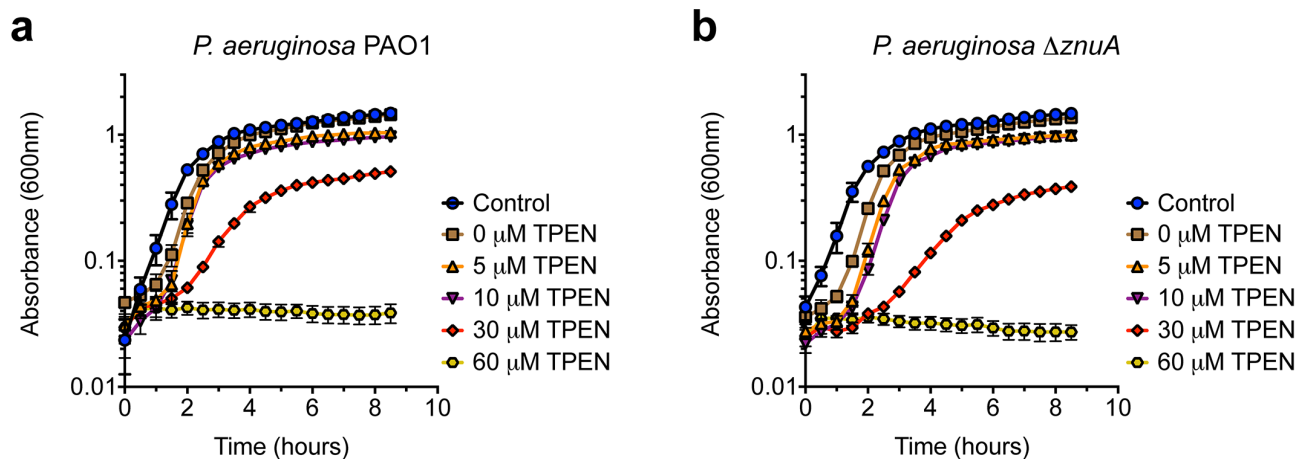 a
P. aeruginosa PAO1
Absorbance (600nm)
1
0.1
0.01
0 2 4 6 8 10
Time (hours)
Control
0 μM TPEN
5 μM TPEN
10 μM TPEN
30 μM TPEN
60 μM TPEN
b
P. aeruginosa ΔznuA
Absorbance (600nm)
1
0.1
0.01
0 2 4 6 8 10
Time (hours)
Control
0 μM TPEN
5 μM TPEN
10 μM TPEN
30 μM TPEN
60 μM TPEN